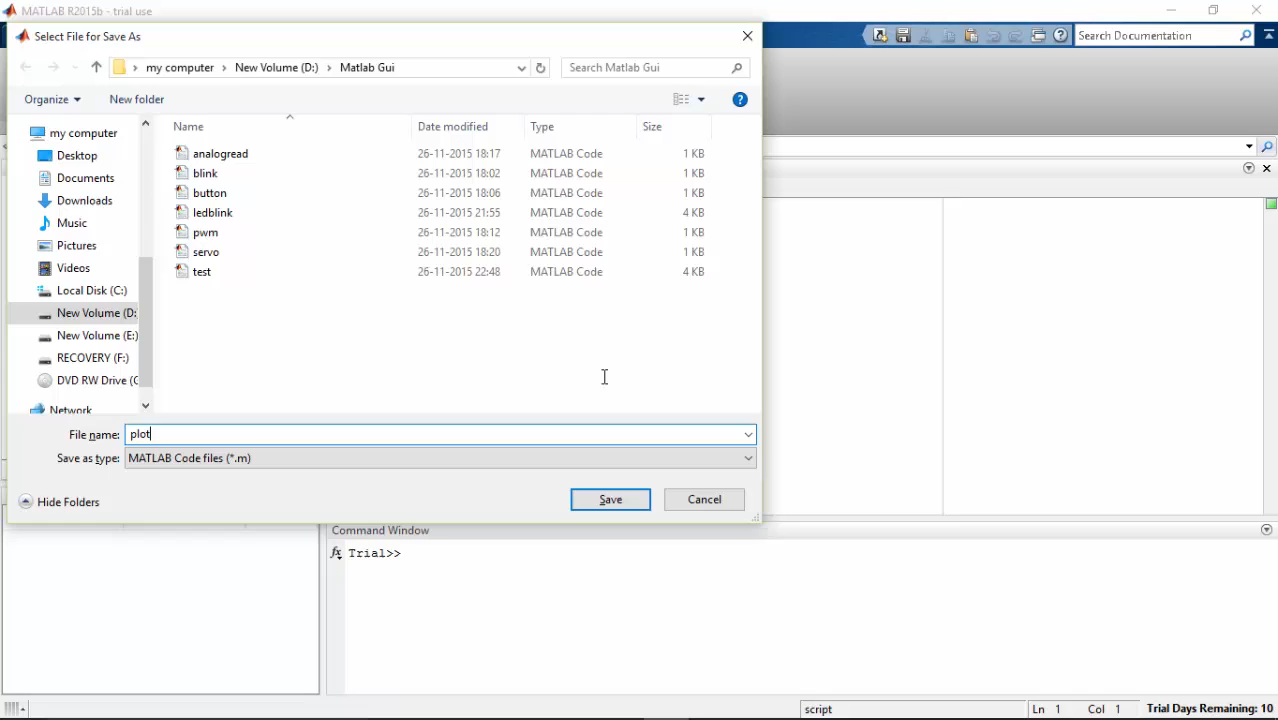 MATLAB R2015b - trial use
Select File for Save As
Search Documentation
my computer > New Volume (D:) > Matlab Gui
Search Matlab Gui
Organize
New folder
Name Date modified Type Size
my computer
Desktop
Documents
Downloads
Music
Pictures
Videos
Local Disk (C:)
New Volume (D:
New Volume (E:)
RECOVERY (F:)
DVD RW Drive (
Network
analogread 26-11-2015 18:17 MATLAB Code 1 KB
blink 26-11-2015 18:02 MATLAB Code 1 KB
button 26-11-2015 18:06 MATLAB Code 1 KB
ledblink 26-11-2015 21:55 MATLAB Code 4 KB
pwm 26-11-2015 18:12 MATLAB Code 1 KB
servo 26-11-2015 18:20 MATLAB Code 1 KB
test 26-11-2015 22:48 MATLAB Code 4 KB
File name: plot
Save as type: MATLAB Code files (*.m)
Hide Folders
Save
Cancel
Command Window
fx Trial>>
script
Ln 1 Col 1
Trial Days Remaining: 10